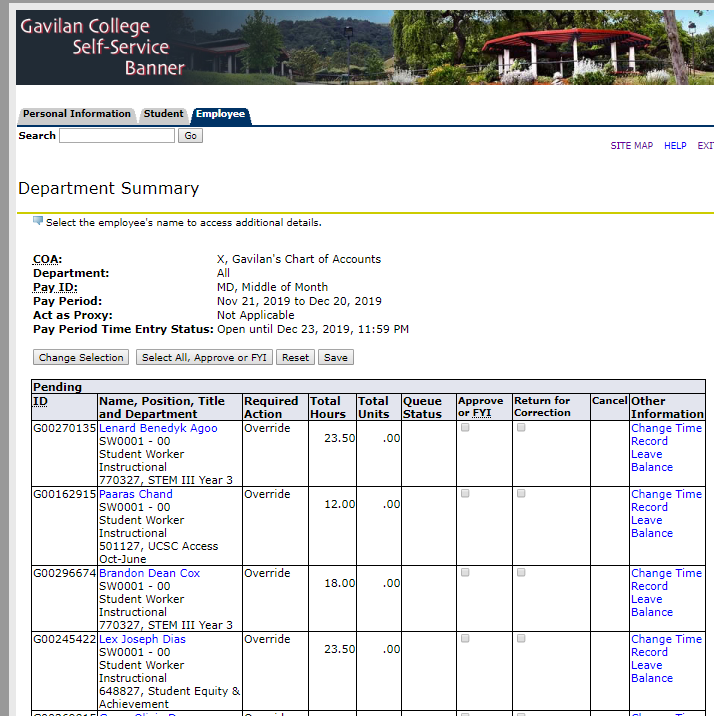 Gavilan College
Self-Service
Banner
Personal Information Student Employee
Search Go
SITE MAP HELP EXI
Department Summary
Select the employee's name to access additional details.
COA: X, Gavilan's Chart of Accounts
Department: All
Pay ID: MD, Middle of Month
Pay Period: Nov 21, 2019 to Dec 20, 2019
Act as Proxy: Not Applicable
Pay Period Time Entry Status: Open until Dec 23, 2019, 11:59 PM
Change Selection Select All, Approve or FYI Reset Save
Pending
ID Name, Position, Title and Department Required Action Total Hours Total Units Queue Status Approve or FYI Return for Correction Cancel Other Information
G00270135 Lenard Benedyk Agoo Override 23.50 .00 Change Time
SW0001 - 00 Record
Student Worker Leave
Instructional Balance
770327, STEM III Year 3
G00162915 Paaras Chand Override 12.00 .00 Change Time
SW0001 - 00 Record
Student Worker Leave
Instructional Balance
501127, UCSC Access
Oct-June
G00296674 Brandon Dean Cox Override 18.00 .00 Change Time
SW0001 - 00 Record
Student Worker Leave
Instructional Balance
770327, STEM III Year 3
G00245422 Lex Joseph Dias Override 23.50 .00 Change Time
SW0001 - 00 Record
Student Worker Leave
Instructional Balance
648827, Student Equity &
Achievement